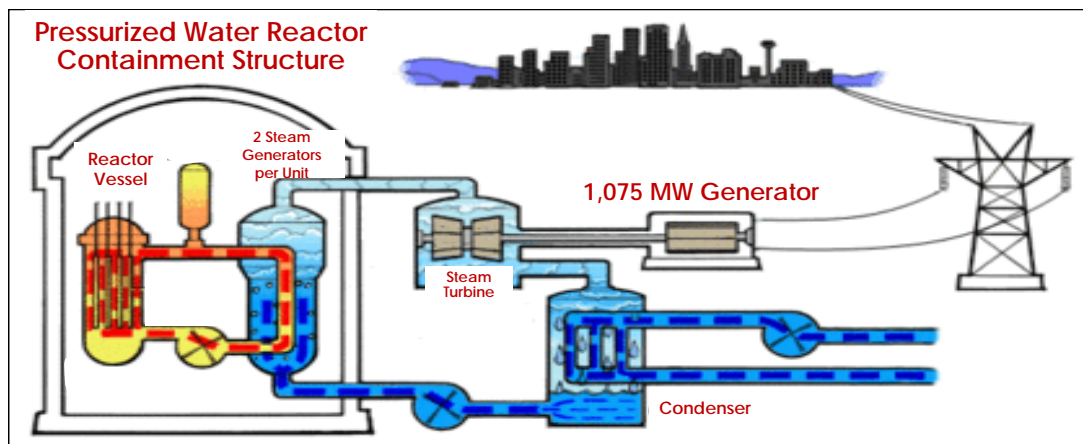 Pressurized Water Reactor
Containment Structure
2 Steam
Generators
per Unit
Reactor
Vessel
1,075 MW Generator
Steam
Turbine
Condenser